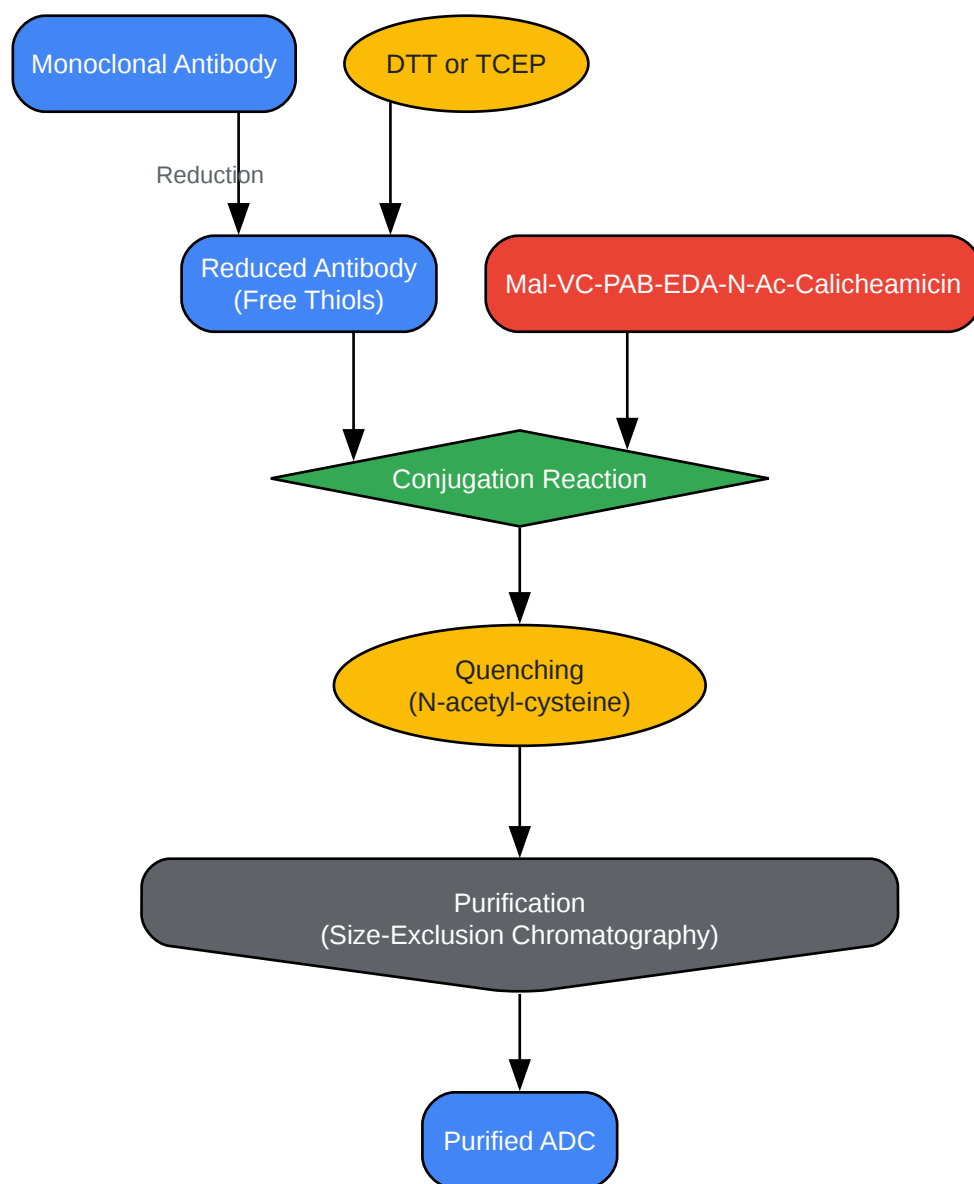 Monoclonal Antibody
DTT or TCEP
Reduction
Reduced Antibody
(Free Thiols)
Mal-VC-PAB-EDA-N-Ac-Calicheamicin
Conjugation Reaction
Quenching
(N-acetyl-cysteine)
Purification
(Size-Exclusion Chromatography)
Purified ADC